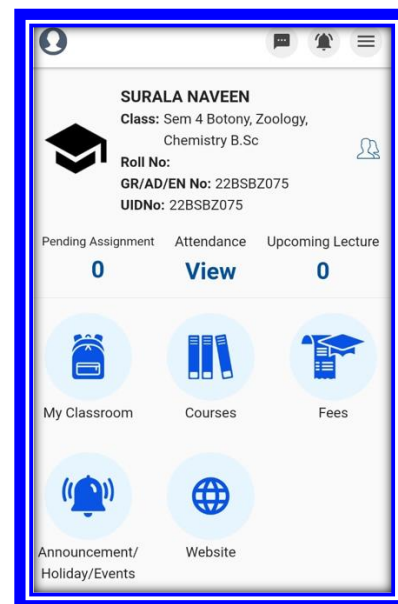 SURALA NAVEEN
Class: Sem 4 Botony, Zoology,
Chemistry B.Sc
Roll No:
GR/AD/EN No: 22BSBZ075
UIDNo: 22BSBZ075
Pending Assignment Attendance Upcoming Lecture
0 View 0
My Classroom Courses Fees
Announcement/ Website
Holiday/Events